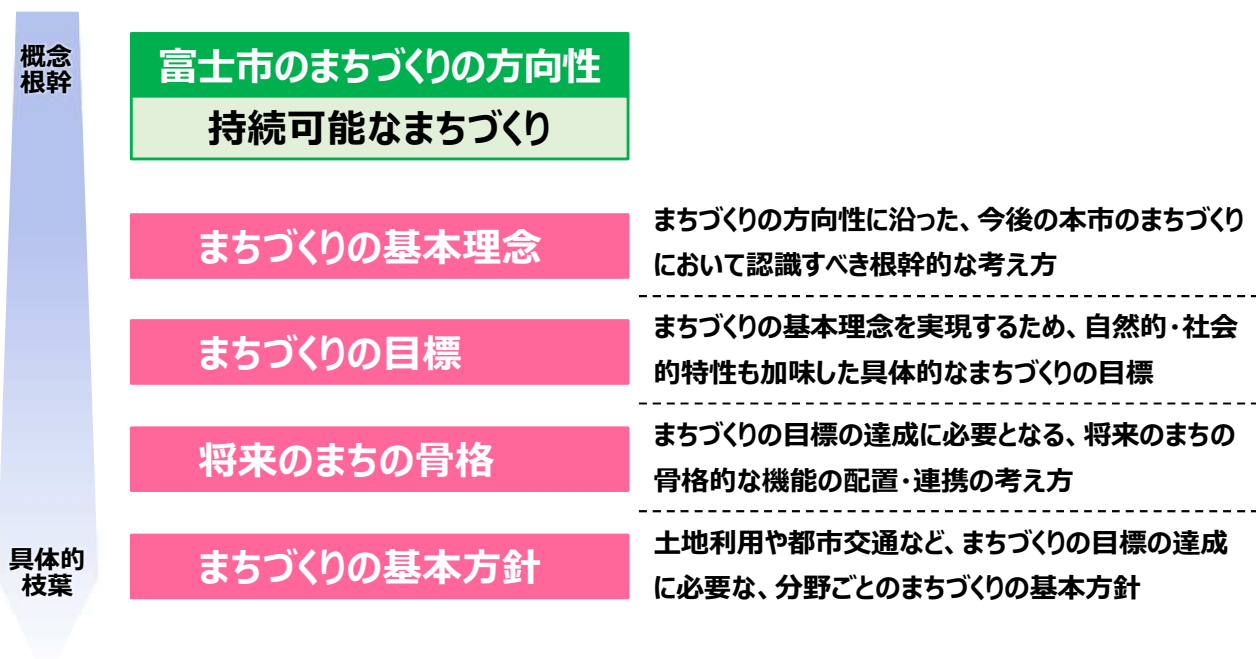 概念
根幹
富士市のまちづくりの方向性
持続可能なまちづくり
まちづくりの基本理念
まちづくりの方向性に沿った、今後の本市のまちづくり
において認識すべき根幹的な考え方
まちづくりの目標
まちづくりの基本理念を実現するため、自然的・社会
的特性も加味した具体的なまちづくりの目標
将来のまちの骨格
まちづくりの目標の達成に必要となる、将来のまちの
骨格的な機能の配置・連携の考え方
具体的
枝葉
まちづくりの基本方針
土地利用や都市交通など、まちづくりの目標の達成
に必要な、分野ごとのまちづくりの基本方針